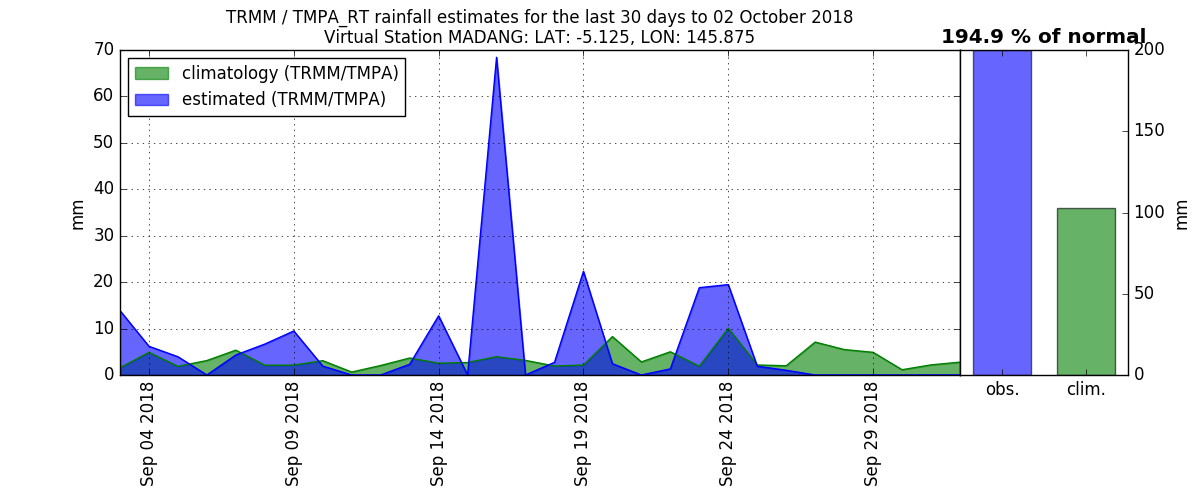 TRMM / TMPA_RT rainfall estimates for the last 30 days to 02 October 2018
Virtual Station MADANG: LAT: -5.125, LON: 145.875
194.9 % of normal
climatology (TRMM/TMPA)
estimated (TRMM/TMPA)
mm
70
60
50
40
30
20
10
0
Sep 04 2018
Sep 09 2018
Sep 14 2018
Sep 19 2018
Sep 24 2018
Sep 29 2018
200
150
100
50
0
mm
obs.
clim.